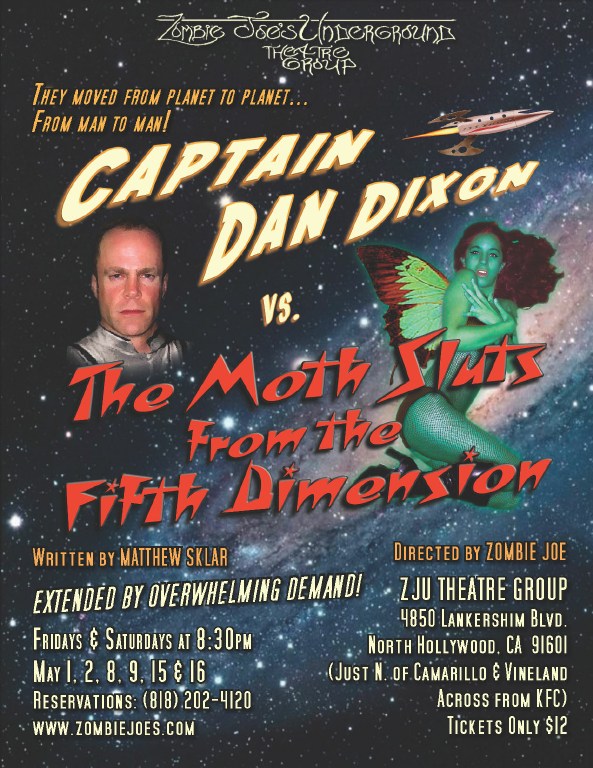 Zombie Joe's Underground
Theatre
Group
They moved from planet to planet...
From man to man!
Captain
Dan Dixon
vs.
The Moth Sluts
From the
Fifth Dimension
Written by MATTHEW SKLAR
Directed by ZOMBIE JOE
EXTENDED BY OVERWHELMING DEMAND!
Fridays & Saturdays at 8:30pm
May 1, 2, 8, 9, 15 & 16
Reservations: (818) 202-4120
www.zombiejoes.com
ZJU THEATRE GROUP
4850 Lankershim Blvd.
North Hollywood, CA 91601
(Just N. of Camarillo & Vineland
Across from KFC)
Tickets Only $12